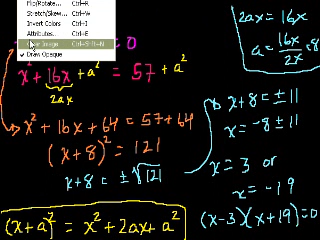 Flip/Rotate... Ctrl+R
Stretch/Skew... Ctrl+W
Invert Colors Ctrl+I
Attributes... Ctrl+E
Clear Image
Draw Opaque
= 0
x² + 16x + a² = 57 + a²
2ax
x² + 16x + 64 = 57 + 64
(x + 8)² = 121
x + 8 = ±√121
(x + a)² = x² + 2ax + a²
2ax = 16x
a = 16x/2x = 8
x + 8 = ±11
x = -8 ± 11
x = 3 or
x = -19
(x - 3)(x + 19) = 0